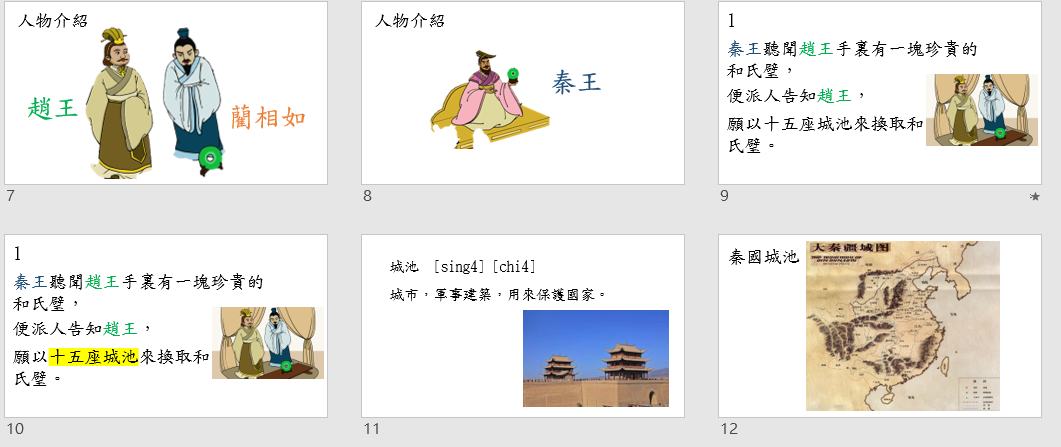 人物介紹
趙王
藺相如
7
人物介紹
秦王
8
1
秦王聽聞趙王手裏有一塊珍貴的
和氏璧，
便派人告知趙王，
願以十五座城池來換取和
氏璧。
9
1
秦王聽聞趙王手裏有一塊珍貴的
和氏璧，
便派人告知趙王，
願以十五座城池來換取和
氏璧。
10
城池 [sing4] [chi4]
城市，軍事建築，用來保護國家。
11
秦國城池
大秦疆域图
12